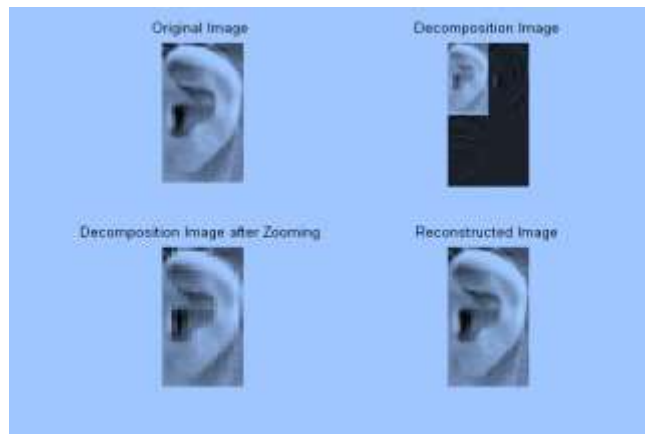 Original Image
Decomposition Image
Decomposition Image after Zooming
Reconstructed Image